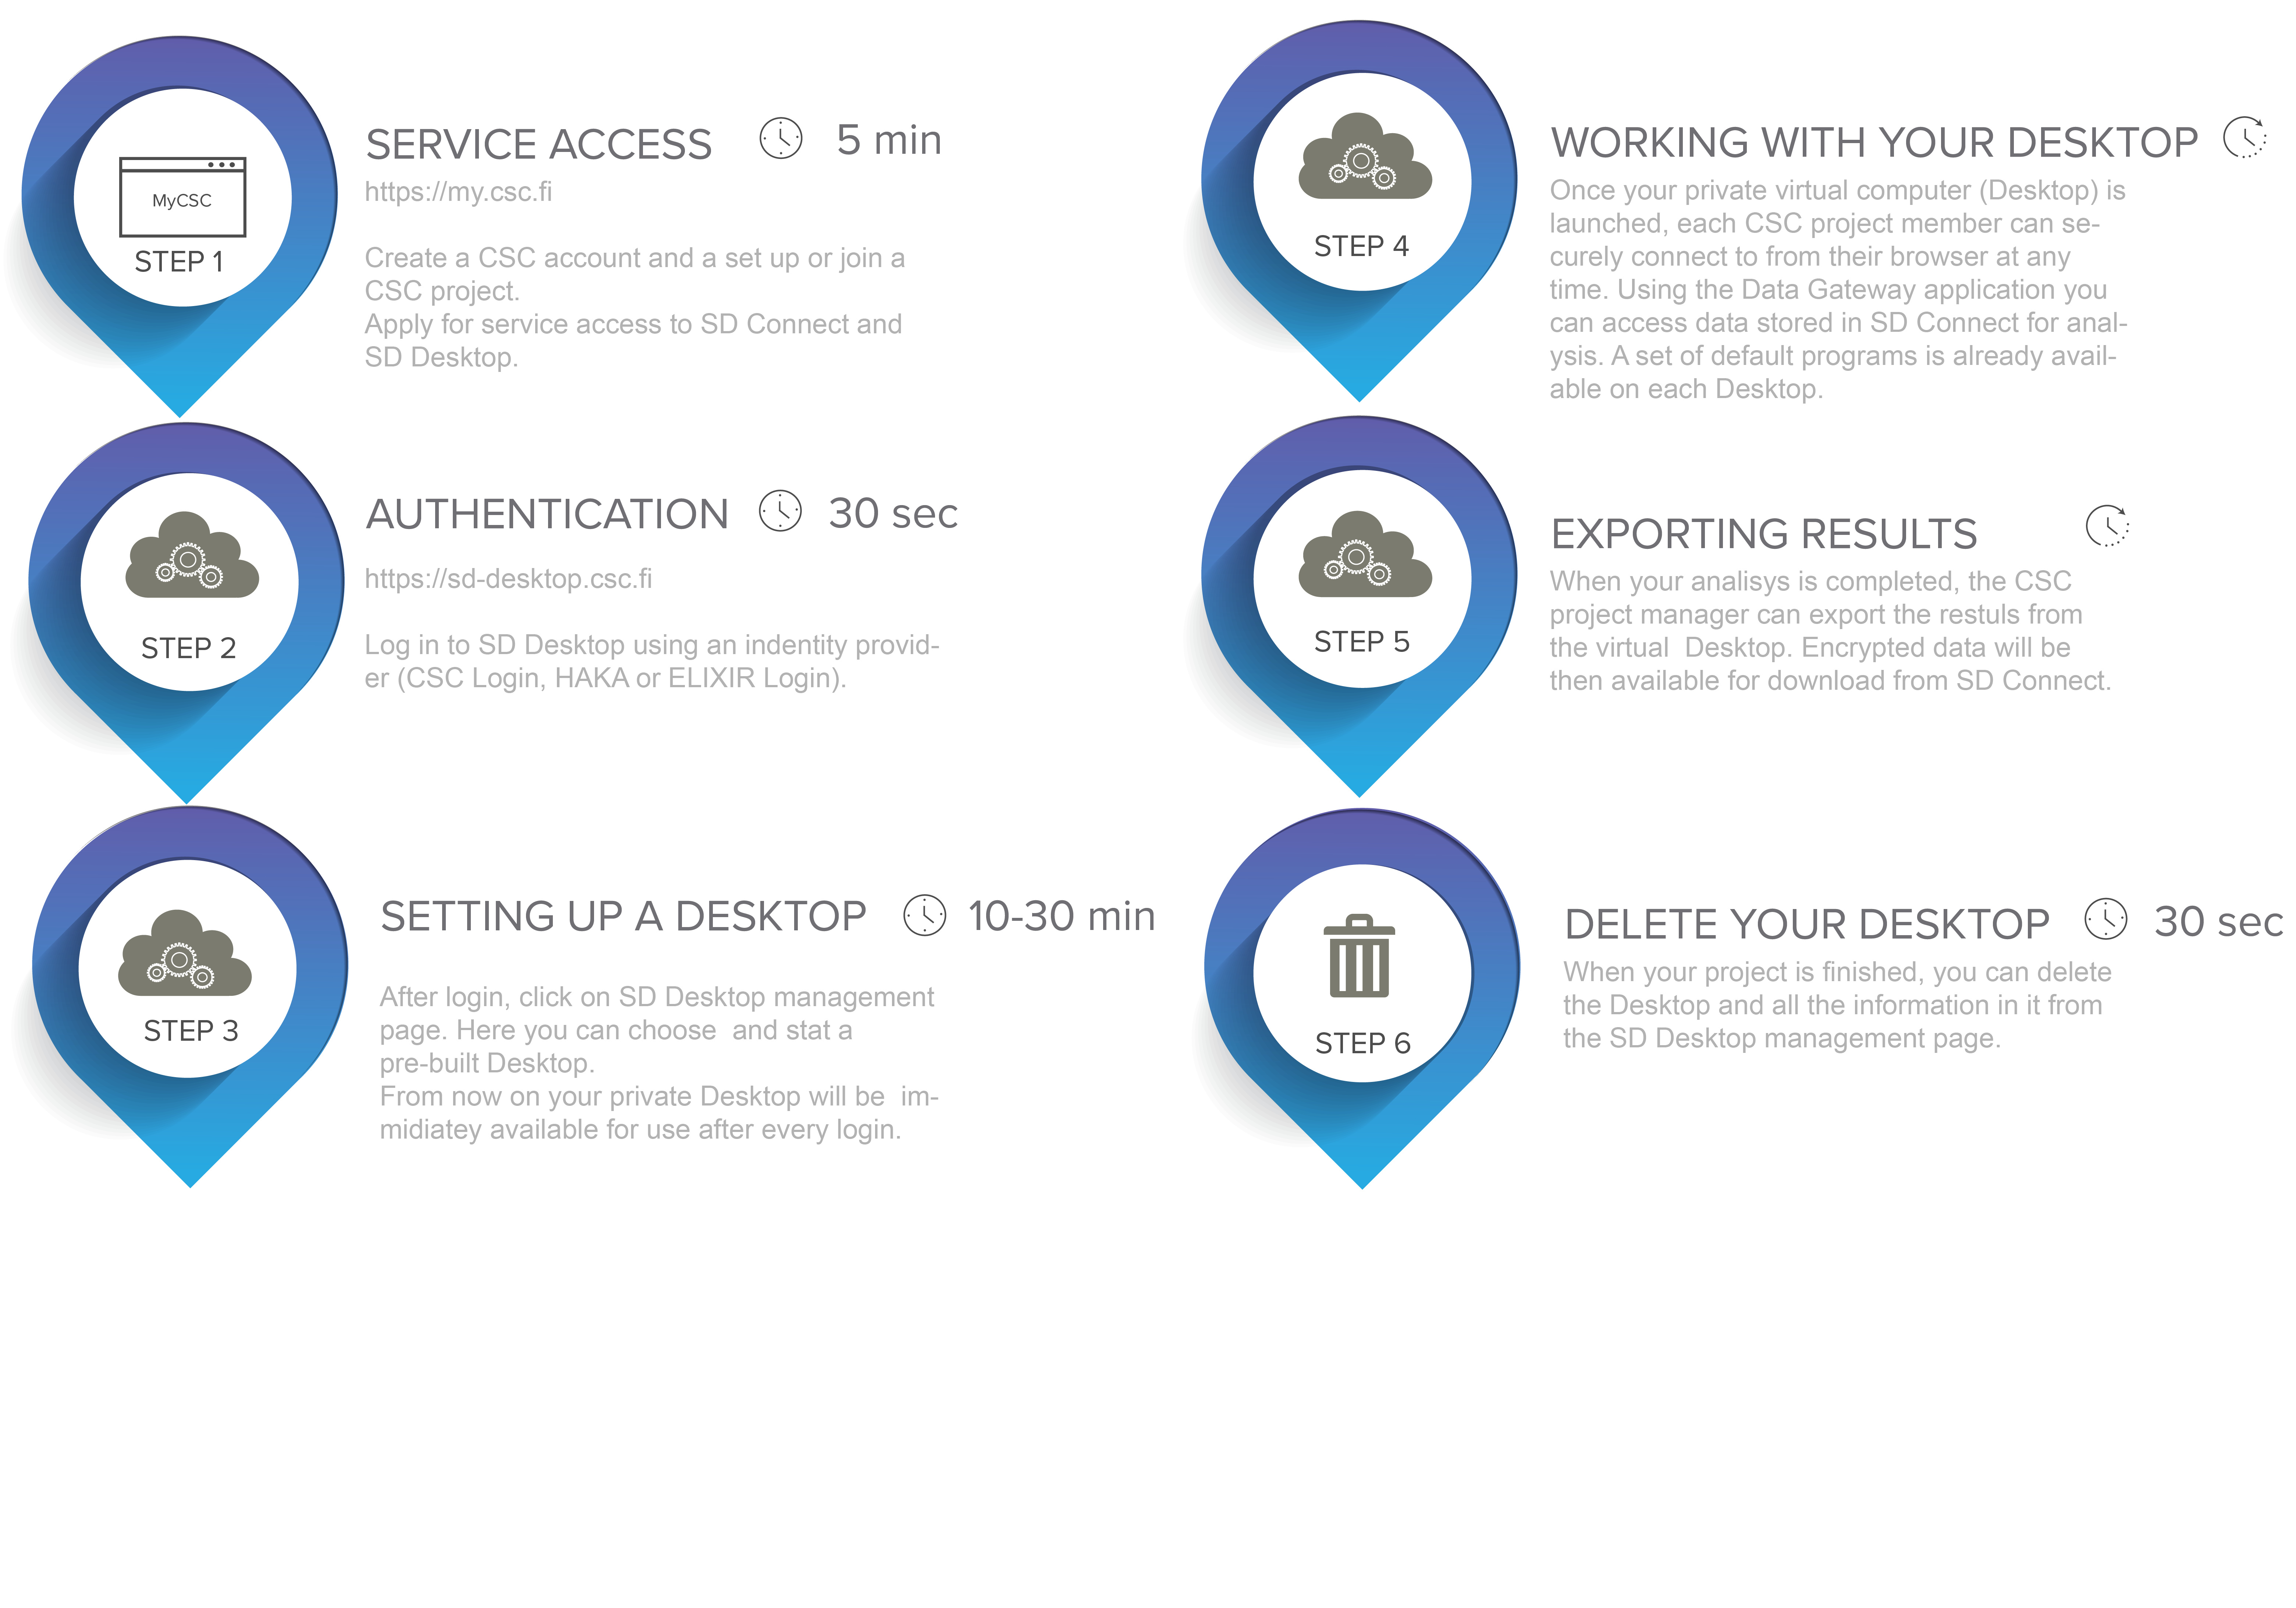 MyCSC
STEP 1
SERVICE ACCESS 5 min
https://my.csc.fi
Create a CSC account and a set up or join a
CSC project.
Apply for service access to SD Connect and
SD Desktop.
STEP 2
AUTHENTICATION 30 sec
https://sd-desktop.csc.fi
Log in to SD Desktop using an indentity provid-
er (CSC Login, HAKA or ELIXIR Login).
STEP 3
SETTING UP A DESKTOP 10-30 min
After login, click on SD Desktop management
page. Here you can choose  and stat a
pre-built Desktop.
From now on your private Desktop will be  im-
midiatey available for use after every login.
STEP 4
WORKING WITH YOUR DESKTOP
Once your private virtual computer (Desktop) is
launched, each CSC project member can se-
curely connect to from their browser at any
time. Using the Data Gateway application you
can access data stored in SD Connect for anal-
ysis. A set of default programs is already avail-
able on each Desktop.
STEP 5
EXPORTING RESULTS
When your analisys is completed, the CSC
project manager can export the restuls from
the virtual  Desktop. Encrypted data will be
then available for download from SD Connect.
STEP 6
DELETE YOUR DESKTOP 30 sec
When your project is finished, you can delete
the Desktop and all the information in it from
the SD Desktop management page.